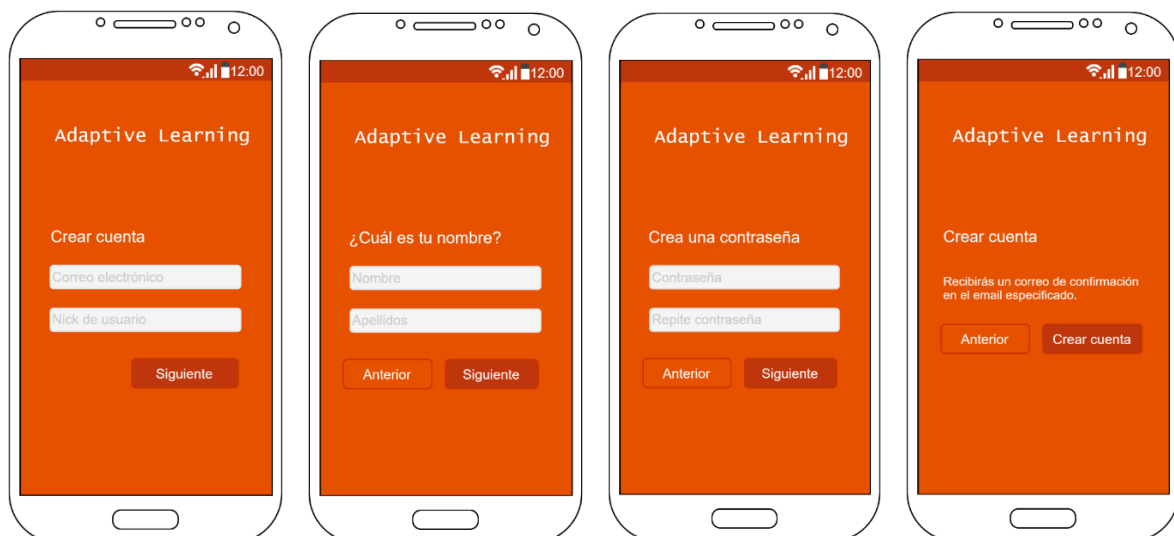 12:00
Adaptive Learning
Crear cuenta
Correo electrónico
Nick de usuario
Siguiente
12:00
Adaptive Learning
¿Cuál es tu nombre?
Nombre
Apellidos
Anterior Siguiente
12:00
Adaptive Learning
Crea una contraseña
Contraseña
Repite contraseña
Anterior Siguiente
12:00
Adaptive Learning
Crear cuenta
Recibirás un correo de confirmación
en el email especificado.
Anterior Crear cuenta